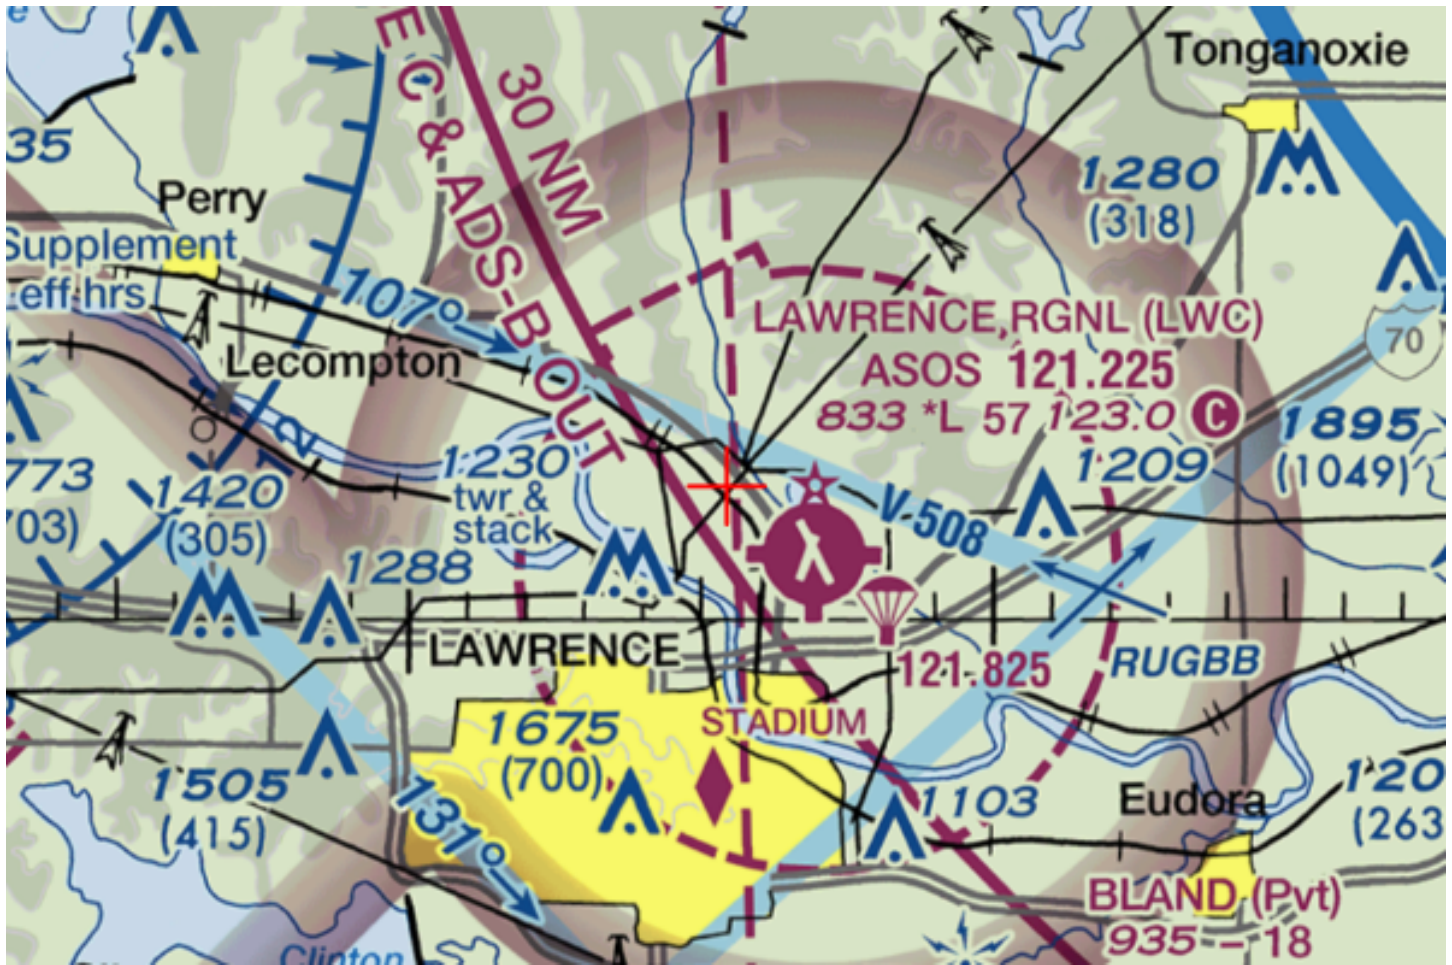 e
35
Perry
Supplement
eff hrs
E C & ADS-B OUT
30 NM
Tonganoxie
1280
(318)
107°
Lecompton
LAWRENCE RGNL (LWC)
ASOS 121.225
833 *L 57 123.0 C
70
12
1230
twr &
stack
1420
(305)
773
03)
1288
1209
1895
(1049)
V 508
LAWRENCE
121.825
RUGBB
1675
(700)
STADIUM
1505
(415)
131°
1103
Eudora
120
(263
BLAND (Pvt)
935 - 18
Clinton